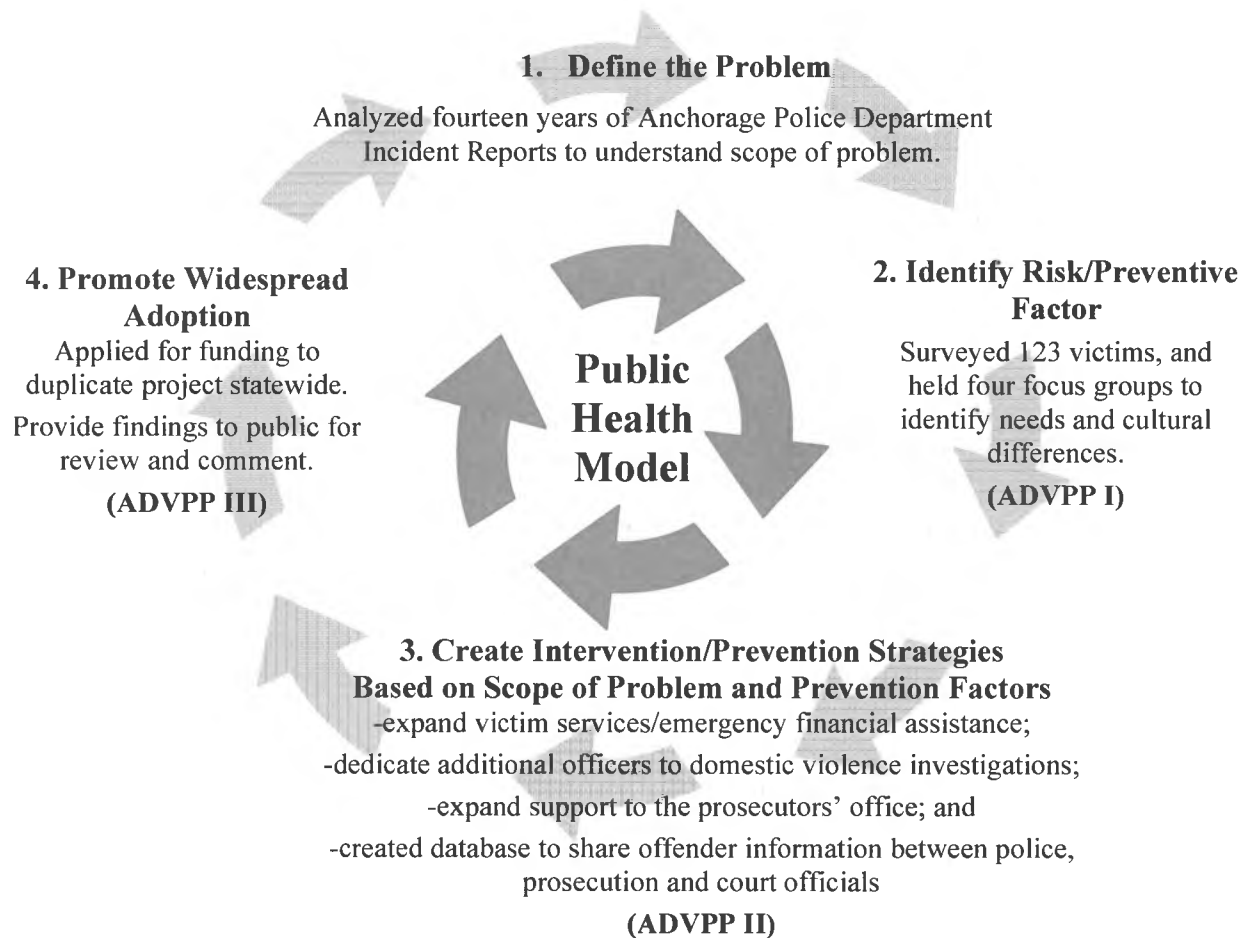 1. Define the Problem
Analyzed fourteen years of Anchorage Police Department
Incident Reports to understand scope of problem.
2. Identify Risk/Preventive
Factor
Surveyed 123 victims, and
held four focus groups to
identify needs and cultural
differences.
(ADVPP I)
Public
Health
Model
3. Create Intervention/Prevention Strategies
Based on Scope of Problem and Prevention Factors
-expand victim services/emergency financial assistance;
-dedicate additional officers to domestic violence investigations;
-expand support to the prosecutors' office; and
-created database to share offender information between police,
prosecution and court officials
(ADVPP II)
4. Promote Widespread
Adoption
Applied for funding to
duplicate project statewide.
Provide findings to public for
review and comment.
(ADVPP III)